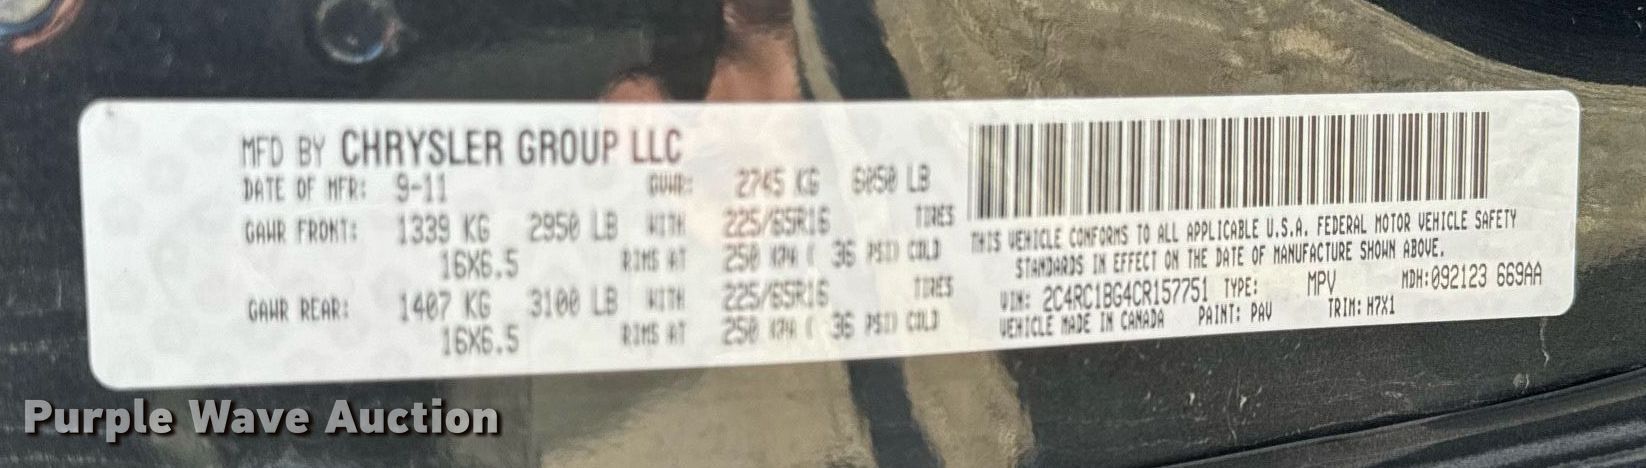 MFD BY CHRYSLER GROUP LLC
DATE OF MFR: 9-11 GVWR: 2745 KG 6050 LB
GAWR FRONT: 1339 KG 2950 LB WITH 225/65R16 TIRES
16X6.5 RIMS AT 250 KPA ( 36 PSI) COLD
GAWR REAR: 1407 KG 3100 LB WITH 225/65R16 TIRES
16X6.5 RIMS AT 250 KPA ( 36 PSI) COLD
THIS VEHICLE CONFORMS TO ALL APPLICABLE U.S.A. FEDERAL MOTOR VEHICLE SAFETY
STANDARDS IN EFFECT ON THE DATE OF MANUFACTURE SHOWN ABOVE.
VIN: 2C4RC1BG4CR157751 TYPE: MPV MDH:092123 669AA
VEHICLE MADE IN CANADA PAINT: PAV TRIM: H7X1
Purple Wave Auction